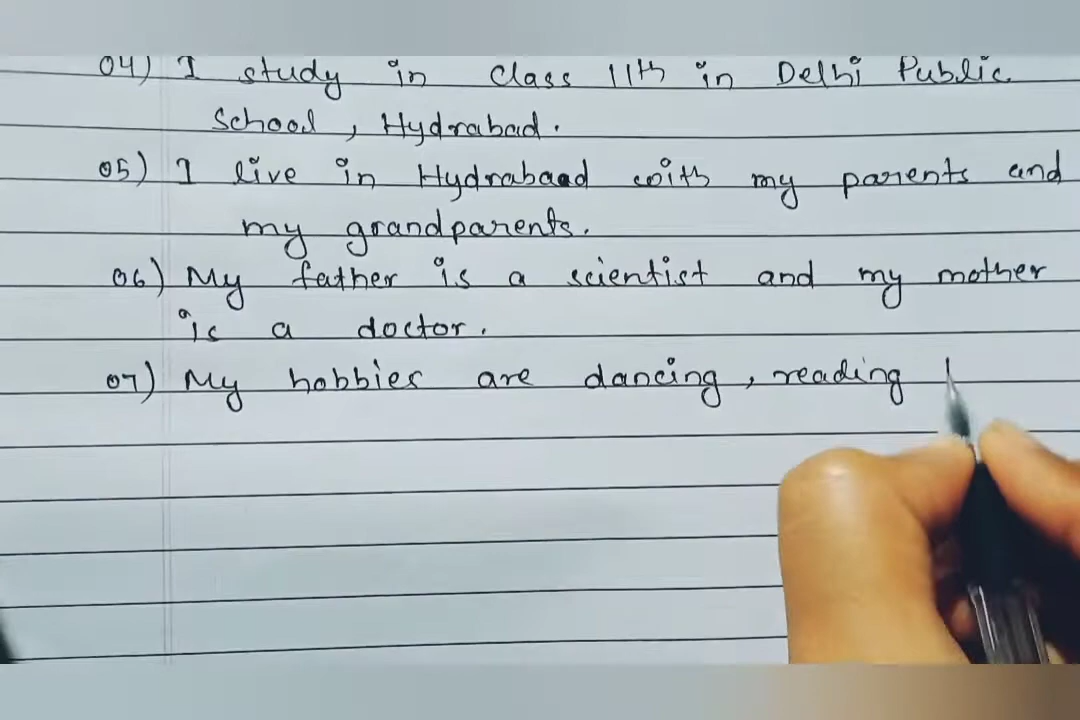 04) I study in class 11th in Delhi Public
School, Hydrabad.
05) I live in Hydrabad with my parents and
my grandparents.
06) My father is a scientist and my mother
is a doctor.
07) My hobbies are dancing, reading